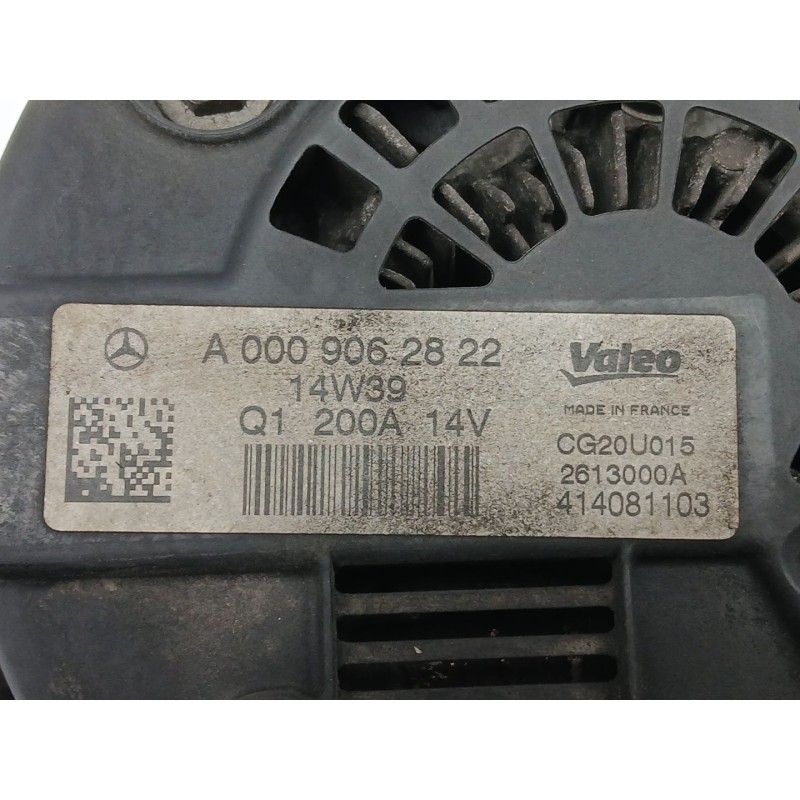 A 000 906 28 22
14W39
Q1 200A 14V
Valeo
MADE IN FRANCE
CG20U015
2613000A
414081103